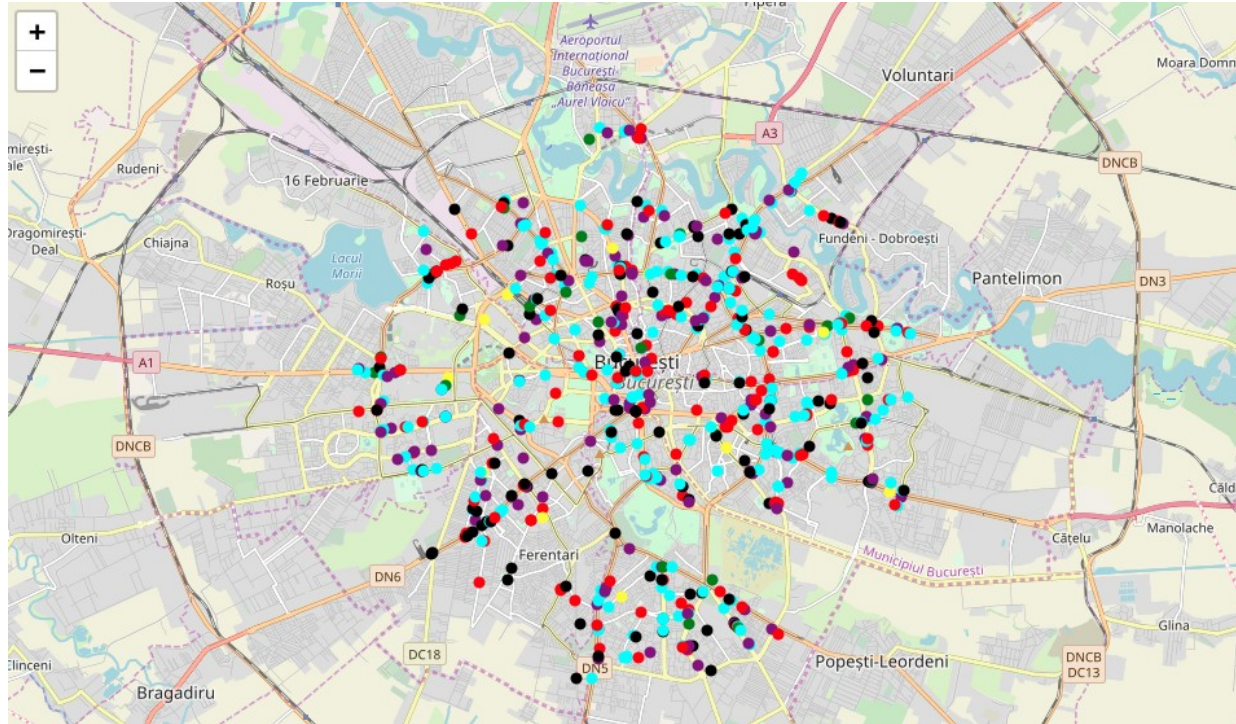 +
−
Pipera
Aeroportul
Internațional
București-
Băneasa
„Aurel Vlaicu"
Voluntari
Moara Domn
A3
DNCB
mirești-
ale
Rudeni
16 Februarie
Dragomirești-
Deal
Chiajna
Lacul
Morii
Roșu
Fundeni - Dobroești
Pantelimon
DN3
A1
București
București
DNCB
Căld
Manolache
Cățelu
Olteni
Ferentari
Municipiul București
DN6
Glina
DC18
DN5
Popești-Leordeni
DNCB
DC13
Clinceni
Bragadiru